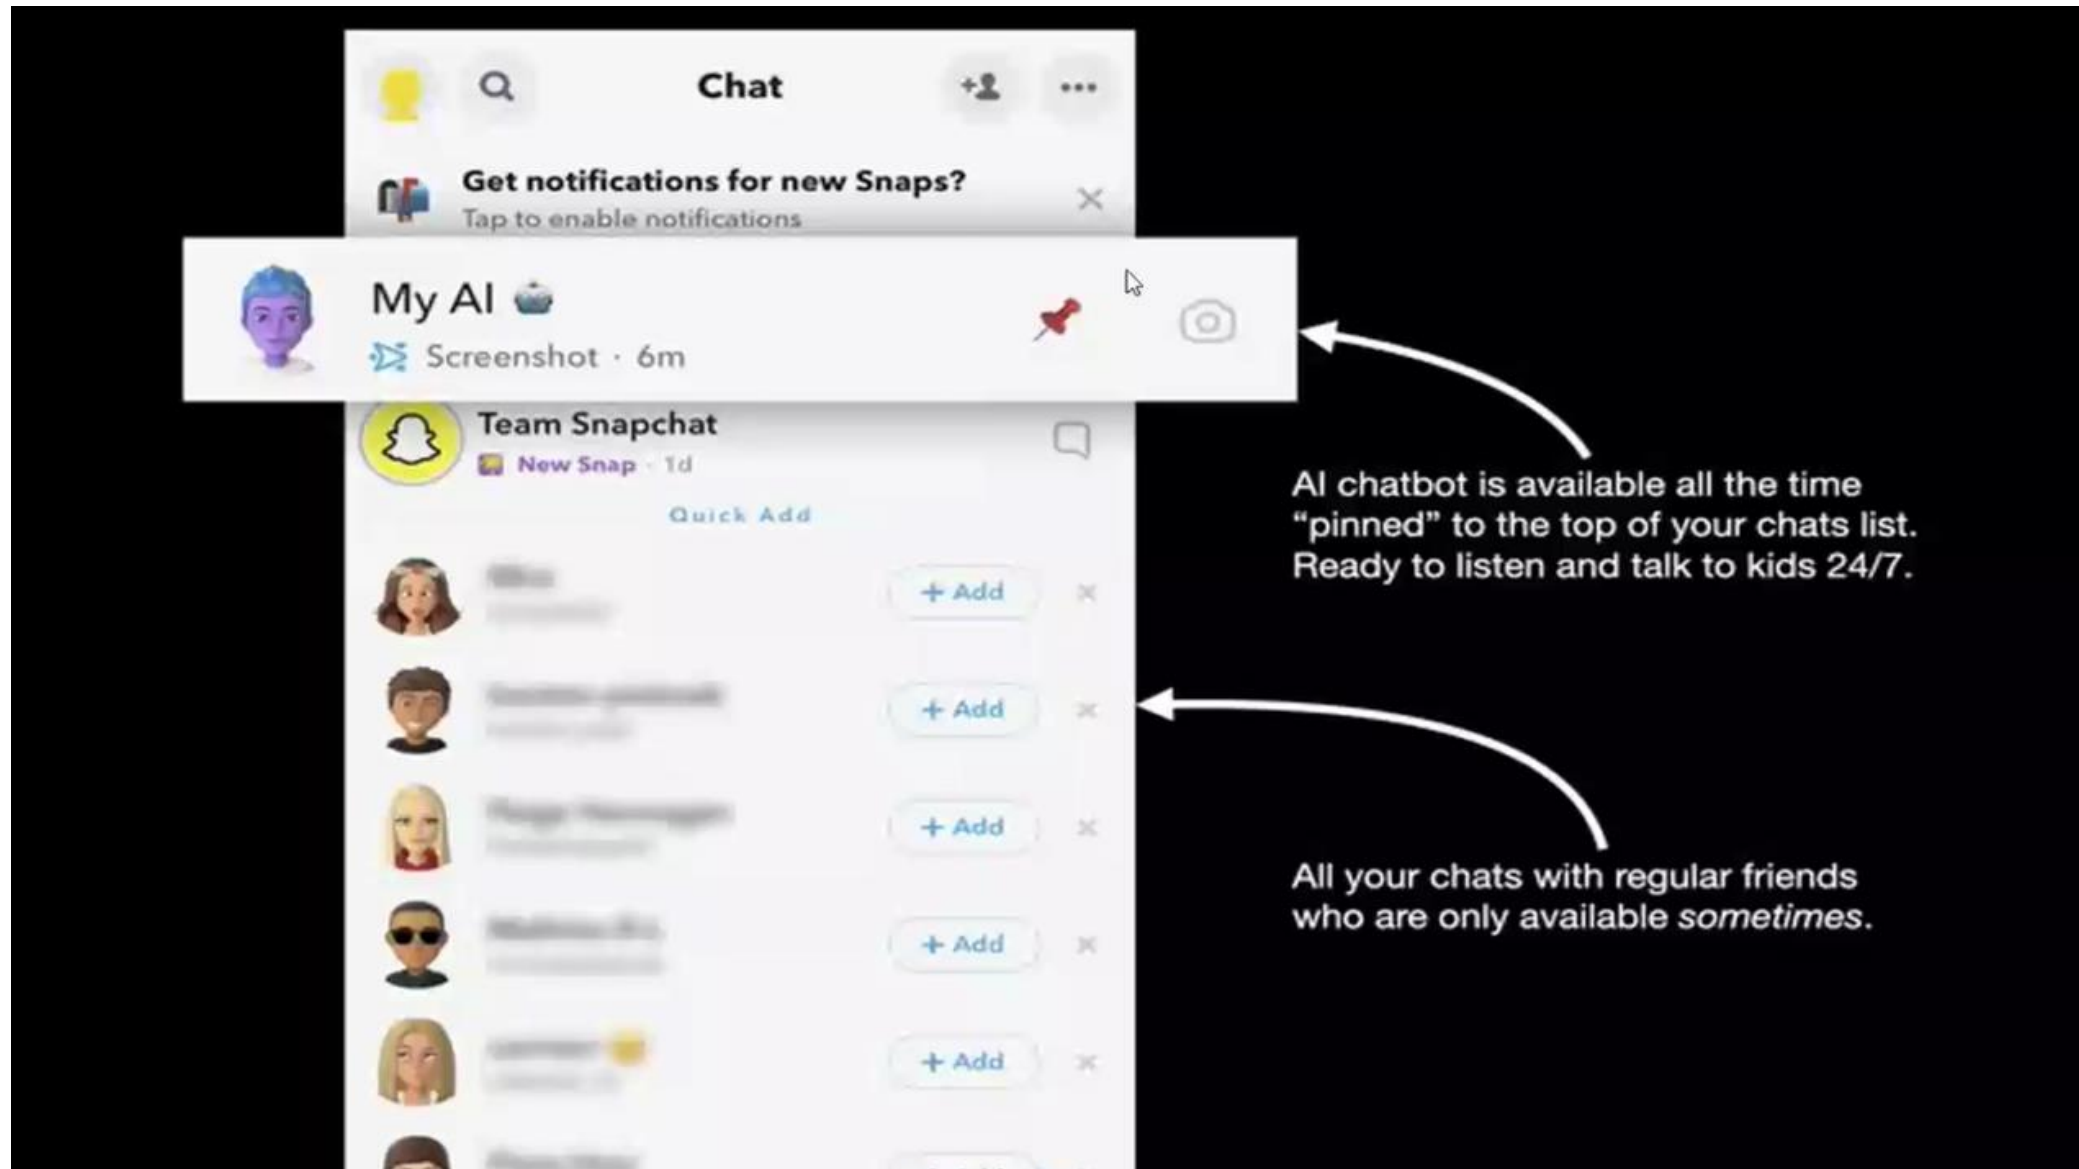 Chat
Get notifications for new Snaps?
Tap to enable notifications
My AI
Screenshot · 6m
Team Snapchat
New Snap · 1d
Quick Add
+ Add
+ Add
+ Add
+ Add
+ Add
AI chatbot is available all the time
“pinned” to the top of your chats list.
Ready to listen and talk to kids 24/7.
All your chats with regular friends
who are only available sometimes.